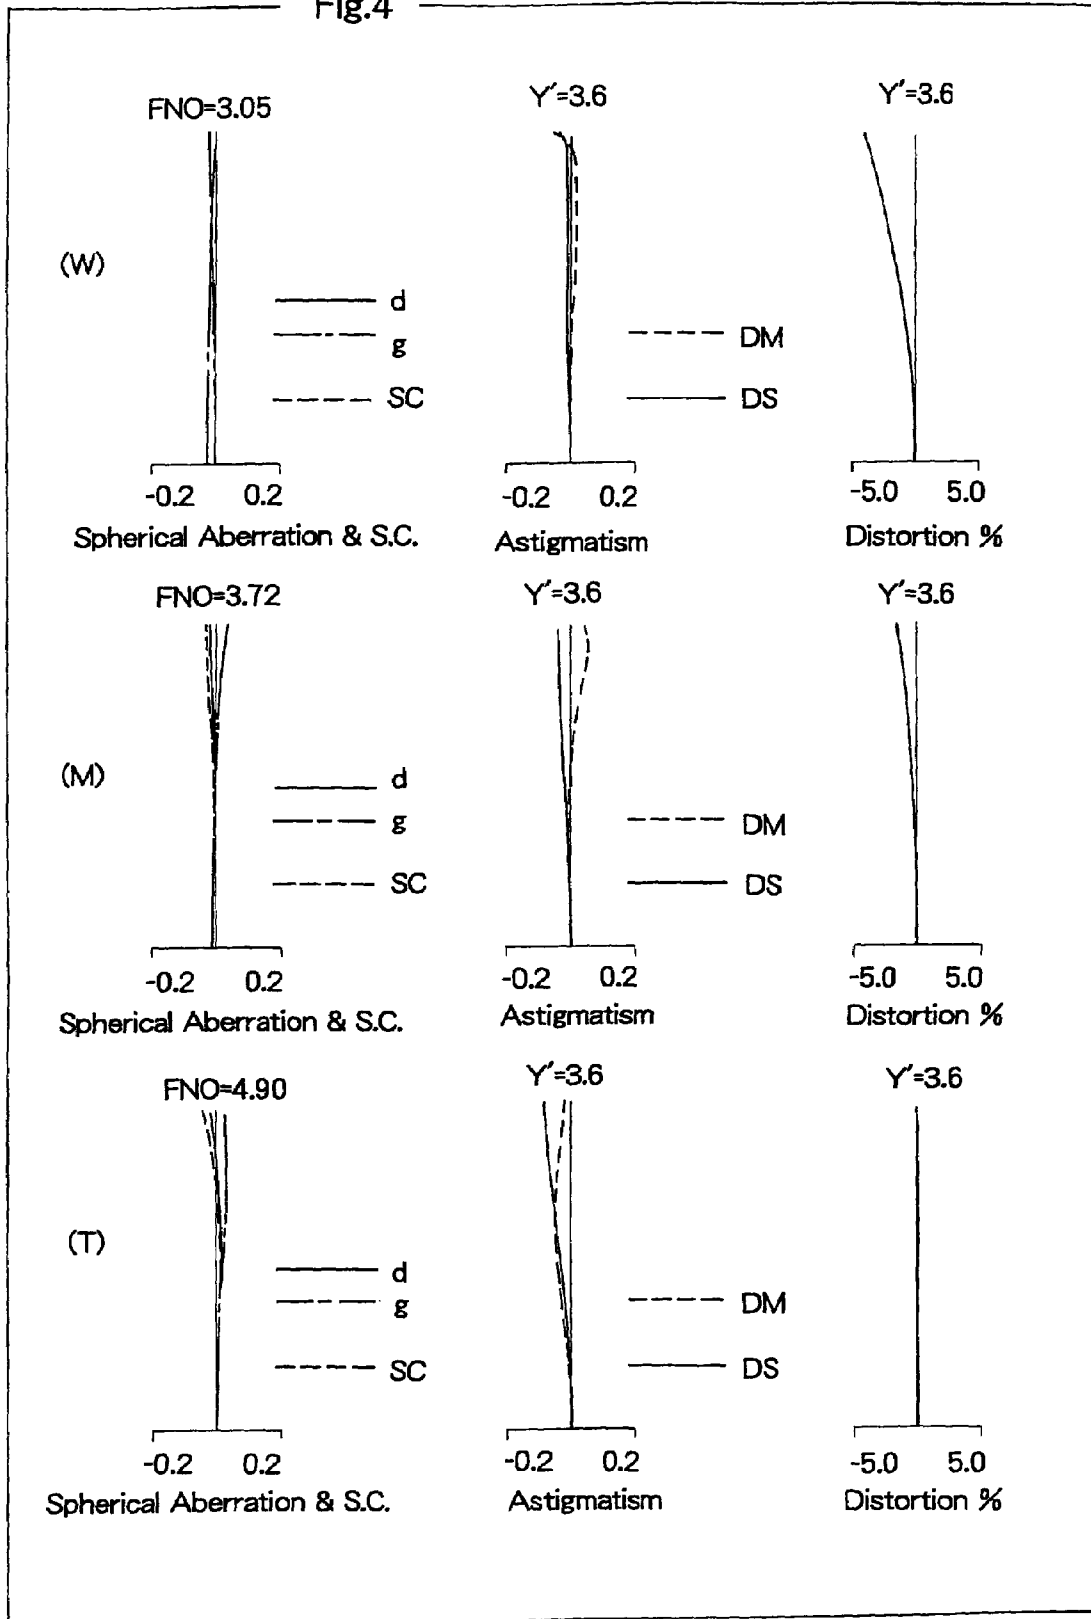 Fig.4
FNO=3.05 Y'=3.6 Y'=3.6
(W)
d
g
SC
DM
DS
-0.2 0.2 -0.2 0.2 -5.0 5.0
Spherical Aberration & S.C. Astigmatism Distortion %
FNO=3.72 Y'=3.6 Y'=3.6
(M)
d
g
SC
DM
DS
-0.2 0.2 -0.2 0.2 -5.0 5.0
Spherical Aberration & S.C. Astigmatism Distortion %
FNO=4.90 Y'=3.6 Y'=3.6
(T)
d
g
SC
DM
DS
-0.2 0.2 -0.2 0.2 -5.0 5.0
Spherical Aberration & S.C. Astigmatism Distortion %